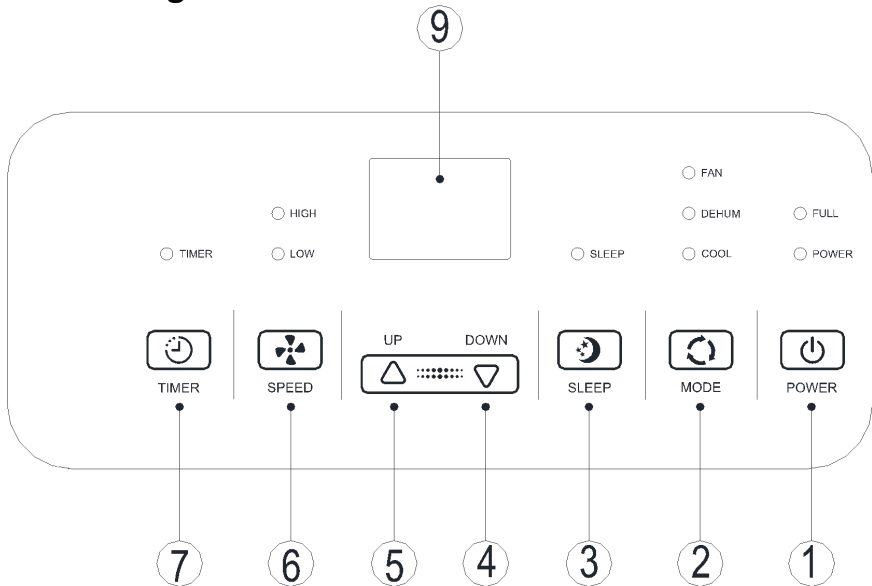 9
FAN
HIGH DEHUM FULL
TIMER LOW SLEEP COOL POWER
UP DOWN
TIMER SPEED SLEEP MODE POWER
7 6 5 4 3 2 1